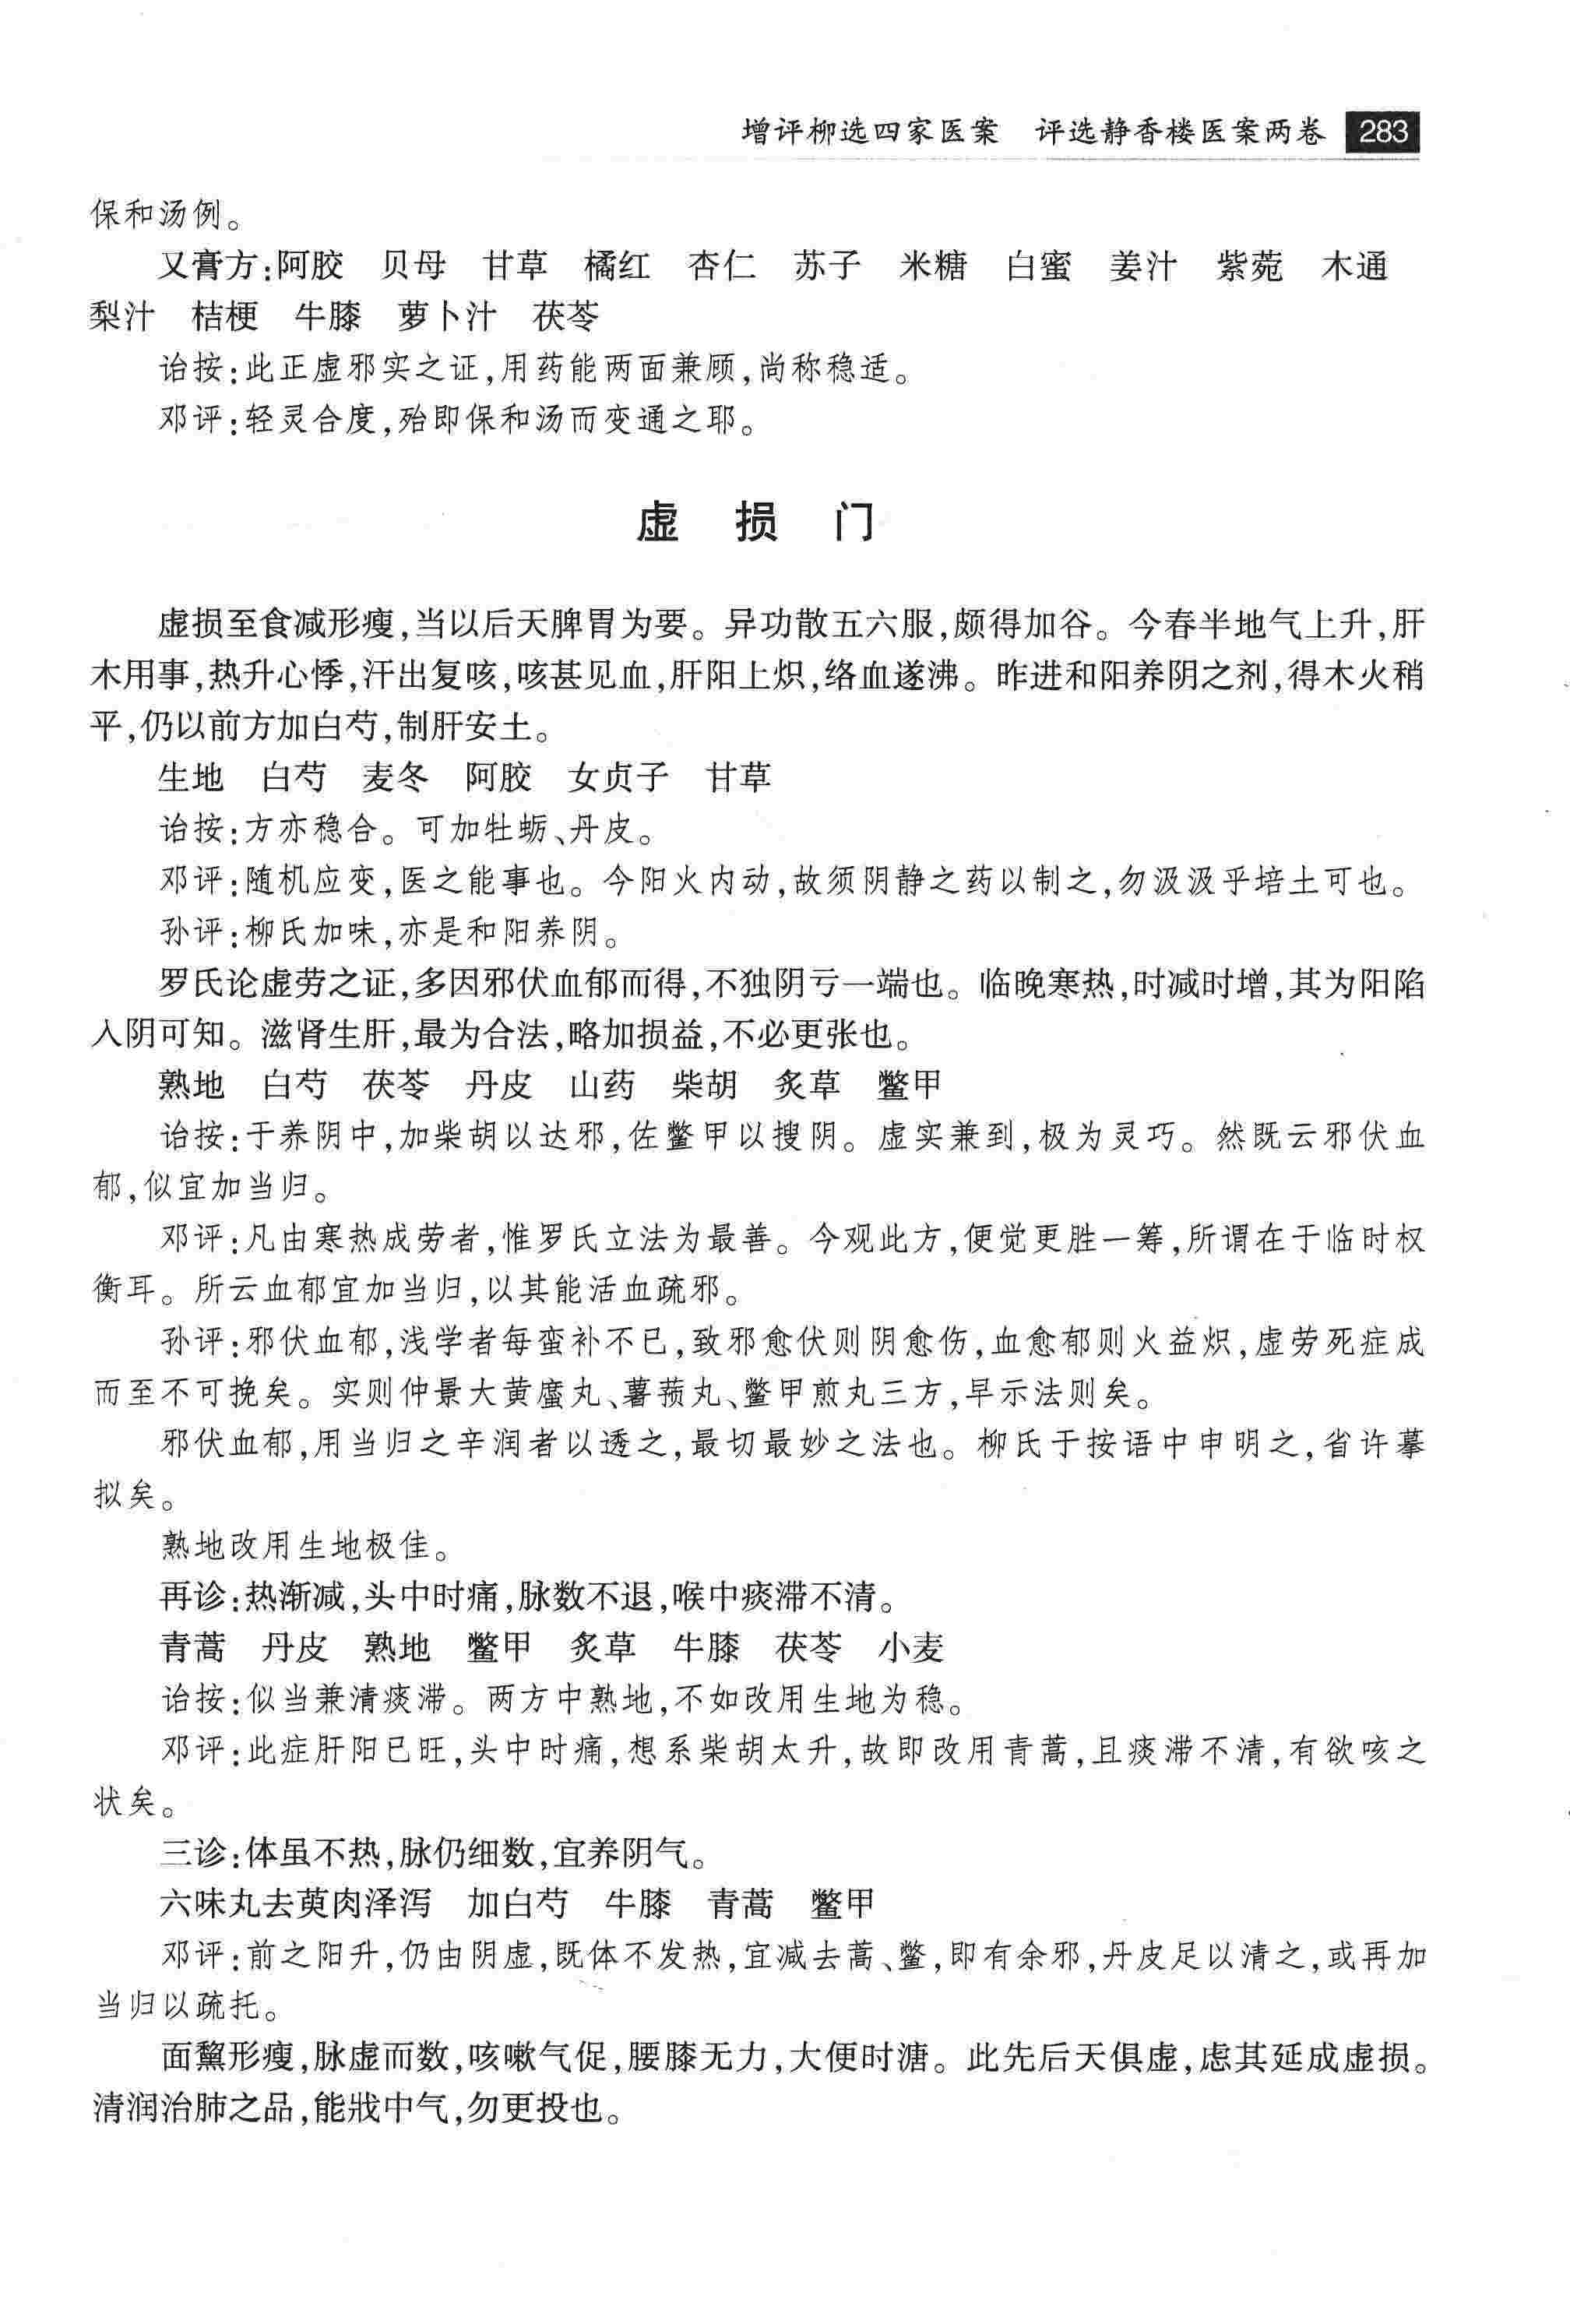 增评柳选四家医案　评选静香楼医案两卷　283
保和汤例。
又膏方:阿胶　贝母　甘草　橘红　杏仁　苏子　米糖　白蜜　姜汁　紫菀　木通
梨汁　桔梗　牛膝　萝卜汁　茯苓
诒按:此正虚邪实之证,用药能两面兼顾,尚称稳适。
邓评:轻灵合度,殆即保和汤而变通之耶。
虚　损　门
虚损至食减形瘦,当以后天脾胃为要。异功散五六服,颇得加谷。今春半地气上升,肝
木用事,热升心悸,汗出复咳,咳甚见血,肝阳上炽,络血遂沸。昨进和阳养阴之剂,得木火稍
平,仍以前方加白芍,制肝安土。
生地　白芍　麦冬　阿胶　女贞子　甘草
诒按:方亦稳合。可加牡蛎、丹皮。
邓评:随机应变,医之能事也。今阳火内动,故须阴静之药以制之,勿汲汲乎培土可也。
孙评:柳氏加味,亦是和阳养阴。
罗氏论虚劳之证,多因邪伏血郁而得,不独阴亏一端也。临晚寒热,时减时增,其为阳陷
入阴可知。滋肾生肝,最为合法,略加损益,不必更张也。
熟地　白芍　茯苓　丹皮　山药　柴胡　炙草　鳖甲
诒按:于养阴中,加柴胡以达邪,佐鳖甲以搜阴。虚实兼到,极为灵巧。然既云邪伏血
郁,似宜加当归。
邓评:凡由寒热成劳者,惟罗氏立法为最善。今观此方,便觉更胜一筹,所谓在于临时权
衡耳。所云血郁宜加当归,以其能活血疏邪。
孙评:邪伏血郁,浅学者每蛮补不已,致邪愈伏则阴愈伤,血愈郁则火益炽,虚劳死症成
而至不可挽矣。实则仲景大黄䗪丸、薯蓣丸、鳖甲煎丸三方,早示法则矣。
邪伏血郁,用当归之辛润者以透之,最切最妙之法也。柳氏于按语中申明之,省许摹
拟矣。
熟地改用生地极佳。
再诊:热渐减,头中时痛,脉数不退,喉中痰滞不清。
青蒿　丹皮　熟地　鳖甲　炙草　牛膝　茯苓　小麦
诒按:似当兼清痰滞。两方中熟地,不如改用生地为稳。
邓评:此症肝阳已旺,头中时痛,想系柴胡太升,故即改用青蒿,且痰滞不清,有欲咳之
状矣。
三诊:体虽不热,脉仍细数,宜养阴气。
六味丸去萸肉泽泻　加白芍　牛膝　青蒿　鳖甲
邓评:前之阳升,仍由阴虚,既体不发热,宜减去蒿、鳖,即有余邪,丹皮足以清之,或再加
当归以疏托。
面黧形瘦,脉虚而数,咳嗽气促,腰膝无力,大便时溏。此先后天俱虚,虑其延成虚损。
清润治肺之品,能戕中气,勿更投也。